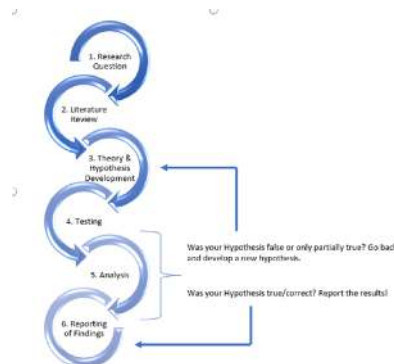 1. Research
Question
2. Literature
Review
3. Theory &
Hypothesis
Development
4. Testing
Was your Hypothesis false or only partially true? Go back
and develop a new hypothesis.
5. Analysis
Was your Hypothesis true/correct? Report the results!
6. Reporting
of Findings